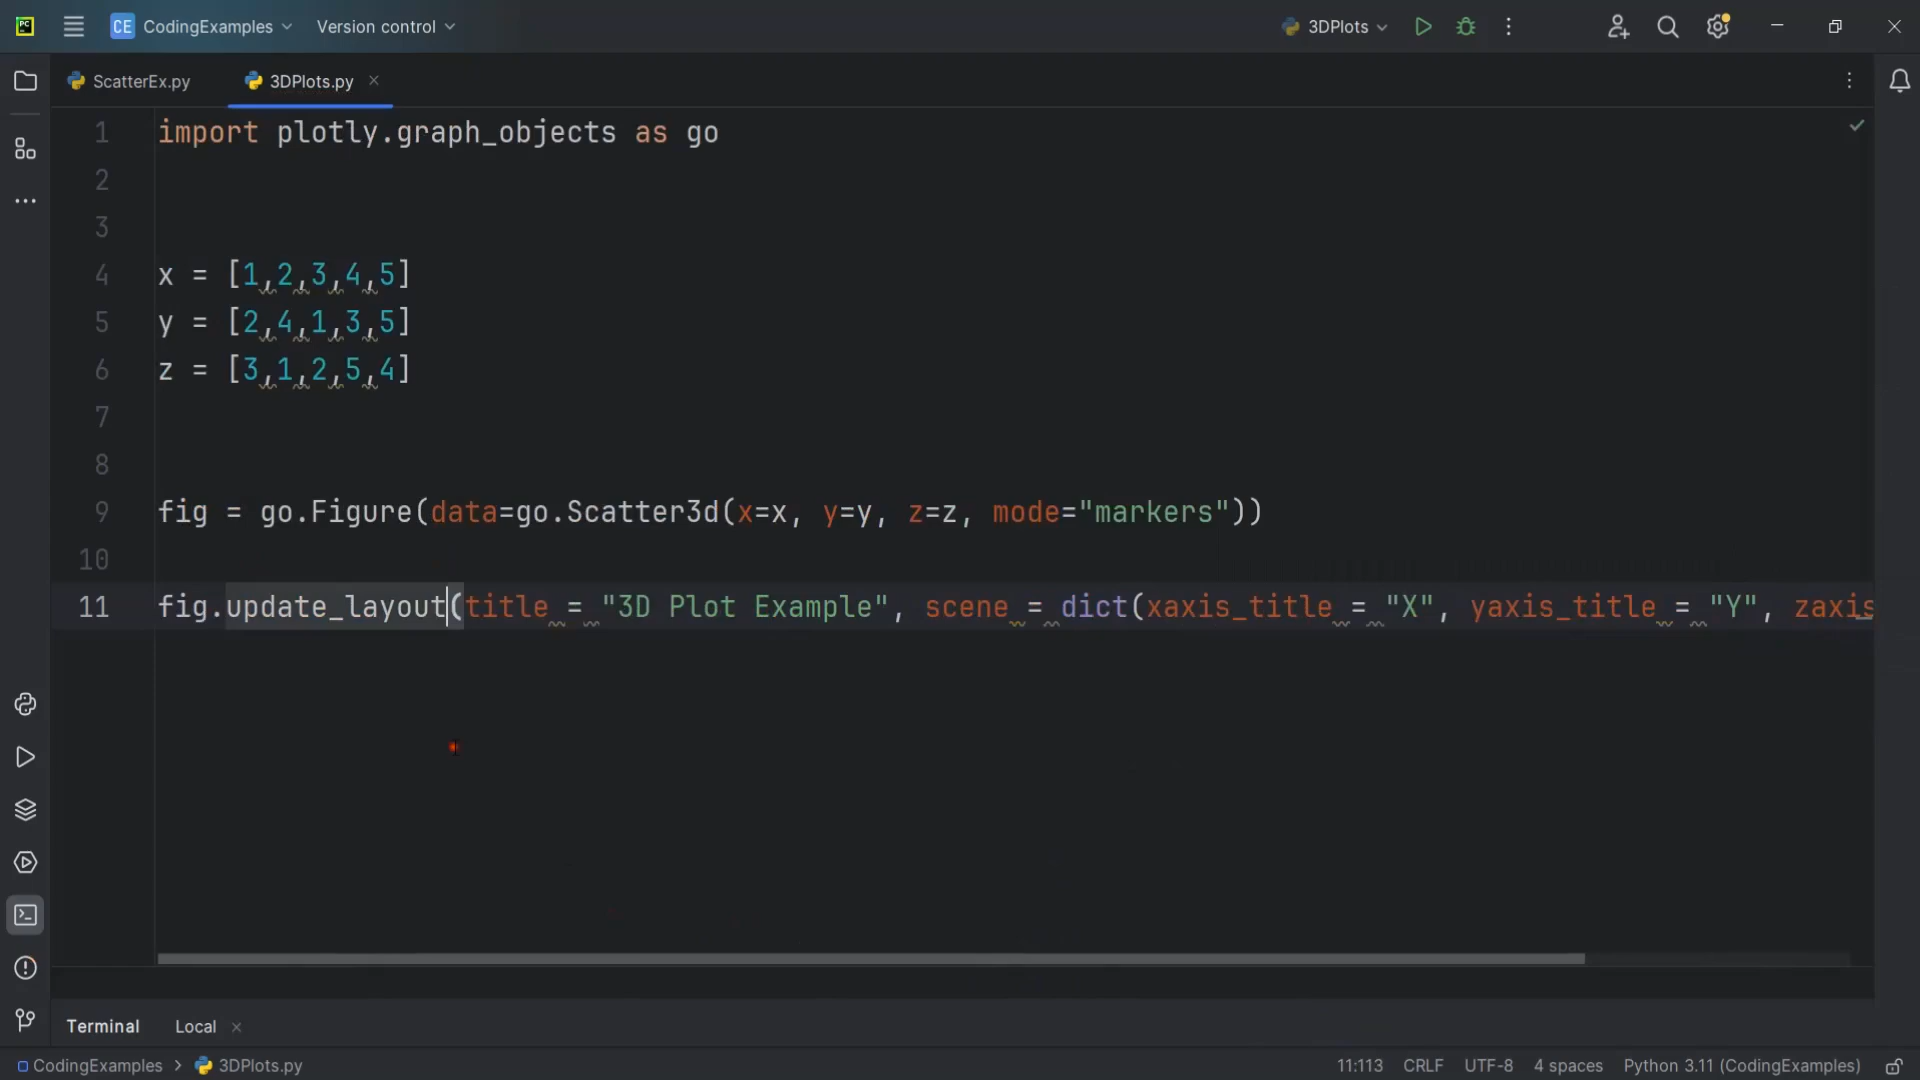 PC
CE CodingExamples Version control 3DPlots
ScatterEx.py 3DPlots.py
1 import plotly.graph_objects as go
2
3
4 x = [1,2,3,4,5]
5 y = [2,4,1,3,5]
6 z = [3,1,2,5,4]
7
8
9 fig = go.Figure(data=go.Scatter3d(x=x, y=y, z=z, mode="markers"))
10
11 fig.update_layout(title = "3D Plot Example", scene = dict(xaxis_title = "X", yaxis_title = "Y", zaxis
Terminal Local
CodingExamples > 3DPlots.py 11:113 CRLF UTF-8 4 spaces Python 3.11 (CodingExamples)